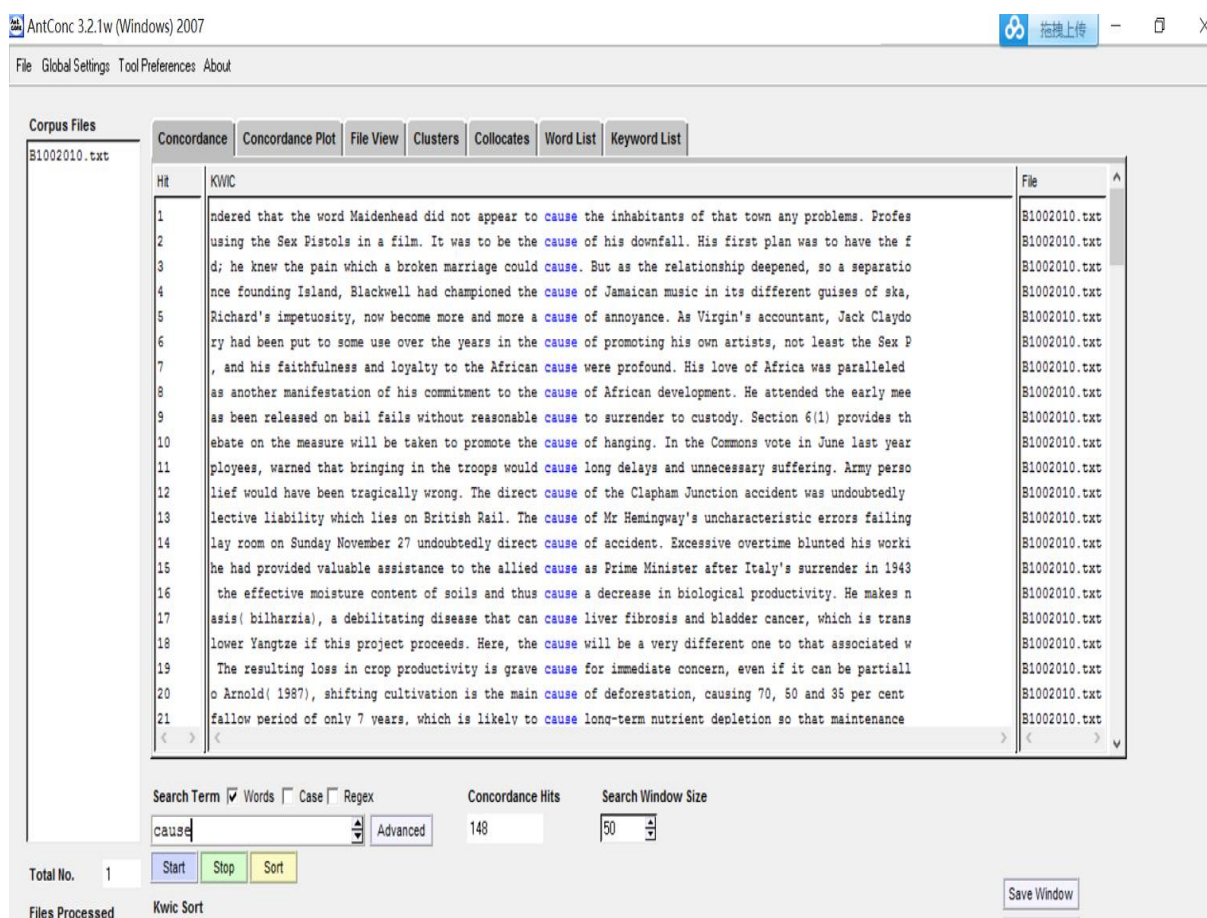 AntConc 3.2.1w (Windows) 2007
拖拽上传
File Global Settings Tool Preferences About
Corpus Files
B1002010.txt
Concordance Concordance Plot File View Clusters Collocates Word List Keyword List
Hit KWIC File
1 ndered that the word Maidenhead did not appear to cause the inhabitants of that town any problems. Profes B1002010.txt
2 using the Sex Pistols in a film. It was to be the cause of his downfall. His first plan was to have the f B1002010.txt
3 d; he knew the pain which a broken marriage could cause. But as the relationship deepened, so a separatio B1002010.txt
4 nce founding Island, Blackwell had championed the cause of Jamaican music in its different guises of ska, B1002010.txt
5 Richard's impetuosity, now become more and more a cause of annoyance. As Virgin's accountant, Jack Claydo B1002010.txt
6 ry had been put to some use over the years in the cause of promoting his own artists, not least the Sex P B1002010.txt
7 , and his faithfulness and loyalty to the African cause were profound. His love of Africa was paralleled B1002010.txt
8 as another manifestation of his commitment to the cause of African development. He attended the early mee B1002010.txt
9 as been released on bail fails without reasonable cause to surrender to custody. Section 6(1) provides th B1002010.txt
10 ebate on the measure will be taken to promote the cause of hanging. In the Commons vote in June last year B1002010.txt
11 ployees, warned that bringing in the troops would cause long delays and unnecessary suffering. Army perso B1002010.txt
12 lief would have been tragically wrong. The direct cause of the Clapham Junction accident was undoubtedly B1002010.txt
13 lective liability which lies on British Rail. The cause of Mr Hemingway's uncharacteristic errors failing B1002010.txt
14 lay room on Sunday November 27 undoubtedly direct cause of accident. Excessive overtime blunted his worki B1002010.txt
15 he had provided valuable assistance to the allied cause as Prime Minister after Italy's surrender in 1943 B1002010.txt
16 the effective moisture content of soils and thus cause a decrease in biological productivity. He makes n B1002010.txt
17 asis( bilharzia), a debilitating disease that can cause liver fibrosis and bladder cancer, which is trans B1002010.txt
18 lower Yangtze if this project proceeds. Here, the cause will be a very different one to that associated w B1002010.txt
19 The resulting loss in crop productivity is grave cause for immediate concern, even if it can be partiall B1002010.txt
20 o Arnold( 1987), shifting cultivation is the main cause of deforestation, causing 70, 50 and 35 per cent B1002010.txt
21 fallow period of only 7 years, which is likely to cause long-term nutrient depletion so that maintenance B1002010.txt
Search Term Words Case Regex Concordance Hits Search Window Size
cause Advanced 148 50
Start Stop Sort
Total No. 1
Save Window
Files Processed Kwic Sort